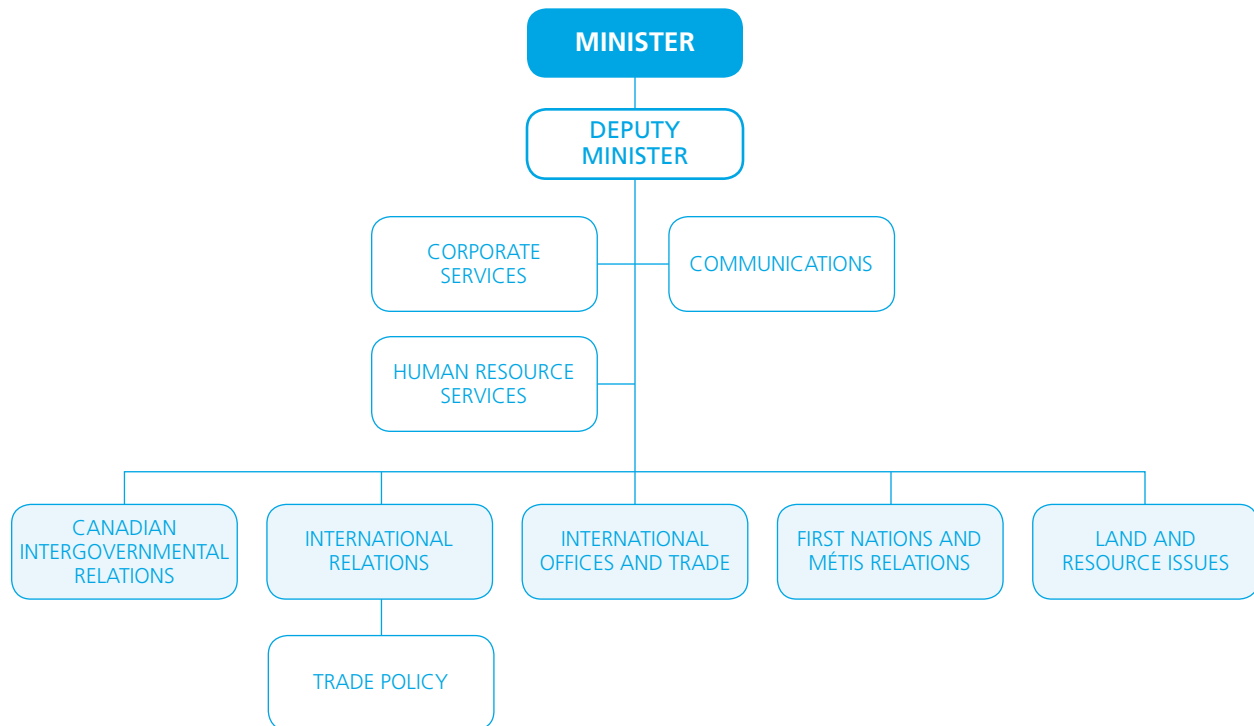 MINISTER
DEPUTY
MINISTER
CORPORATE
SERVICES
COMMUNICATIONS
HUMAN RESOURCE
SERVICES
CANADIAN
INTERGOVERNMENTAL
RELATIONS
INTERNATIONAL
RELATIONS
INTERNATIONAL
OFFICES AND TRADE
FIRST NATIONS AND
MÉTIS RELATIONS
LAND AND
RESOURCE ISSUES
TRADE POLICY